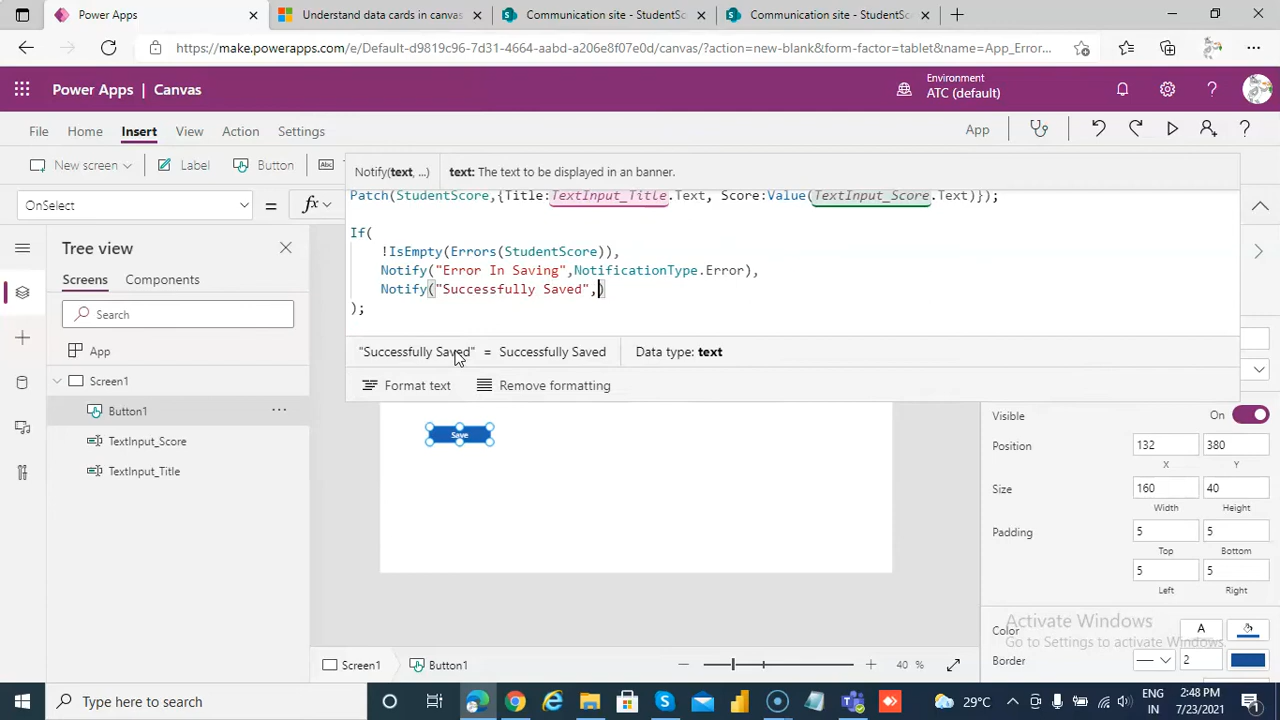 Power Apps
Understand data cards in canvas
Communication site - StudentSco
Communication site - StudentSco
https://make.powerapps.com/e/Default-d9819c96-7d31-4664-aabd-a206e8f07e0d/canvas/?action=new-blank&form-factor=tablet&name=App_Error...
Power Apps | Canvas
Environment
ATC (default)
File
Home
Insert
View
Action
Settings
App
New screen
Label
Button
Abc
Notify(text, ...)
text: The text to be displayed in an banner.
OnSelect
=
fx
Patch(StudentScore,{Title:TextInput_Title.Text, Score:Value(TextInput_Score.Text)});
If(
!IsEmpty(Errors(StudentScore)),
Notify("Error In Saving",NotificationType.Error),
Notify("Successfully Saved",)
);
"Successfully Saved" = Successfully Saved
Data type: text
Format text
Remove formatting
Tree view
Screens
Components
Search
App
Screen1
Button1
TextInput_Score
TextInput_Title
Save
Visible
On
Position
132
380
X
Y
Size
160
40
Width
Height
Padding
5
5
Top
Bottom
5
5
Left
Right
Color
A
Border
2
Activate Windows
Go to Settings to activate Windows.
Screen1
Button1
40 %
Type here to search
29°C
ENG
IN
2:48 PM
7/23/2021
1